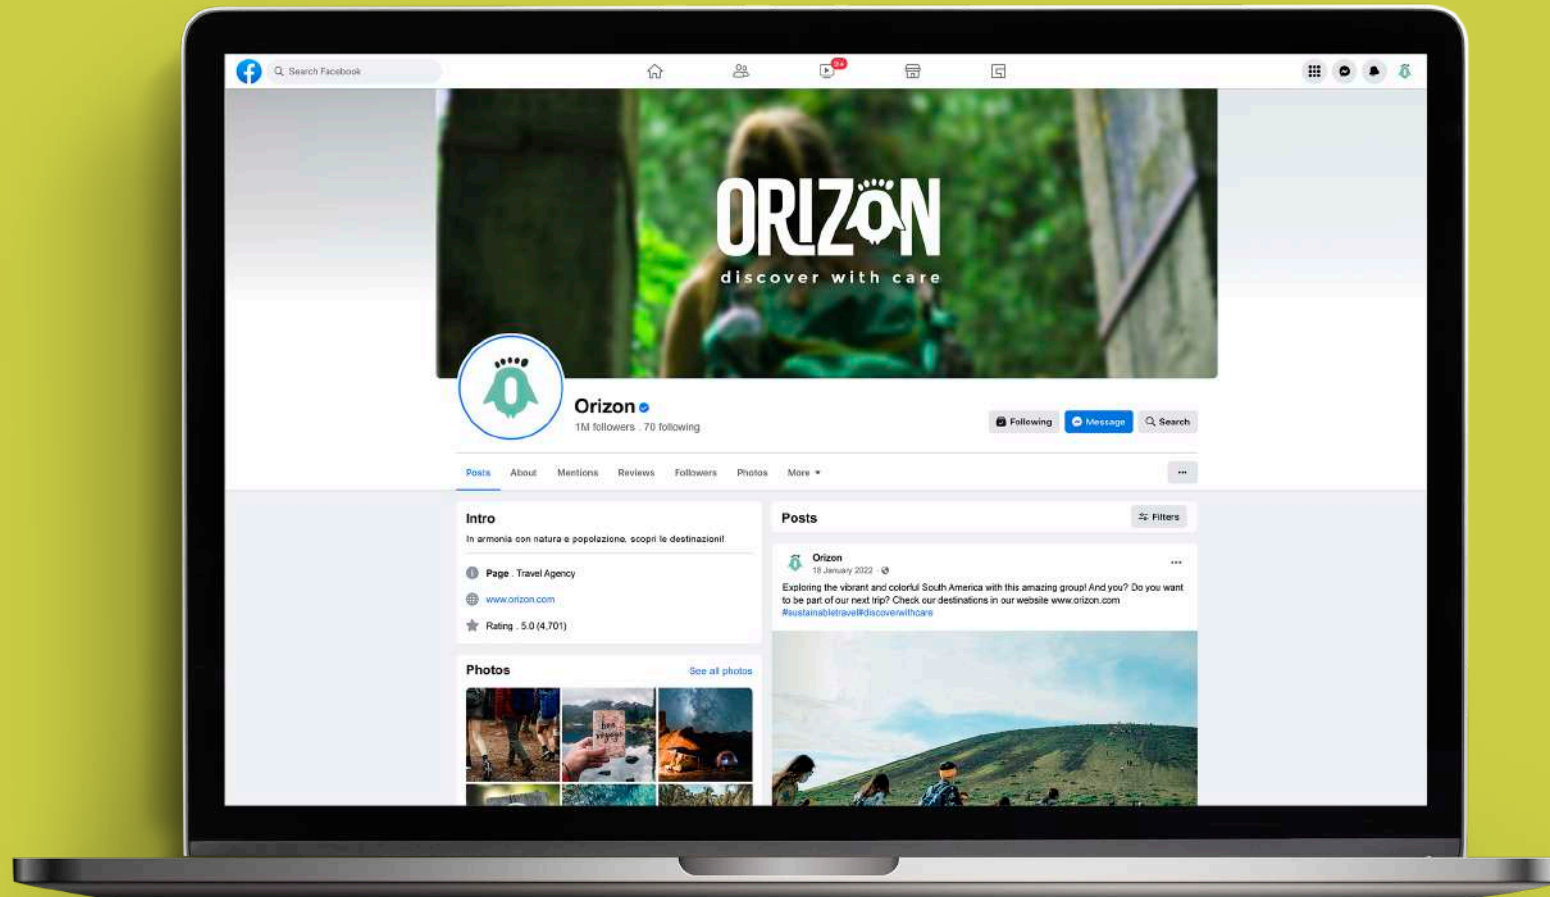 Search Facebook
9+
ORIZON
discover with care
Orizon
1M followers . 70 following
Following
Message
Search
Posts
About
Mentions
Reviews
Followers
Photos
More
Intro
In armonia con natura e popolazione, scopri le destinazioni!
Page . Travel Agency
www.orizon.com
Rating . 5.0 (4,701)
Photos
See all photos
bon
voyage
Posts
Filters
Orizon
18 January 2022
Exploring the vibrant and colorful South America with this amazing group! And you? Do you want
to be part of our next trip? Check our destinations in our website www.orizon.com
#sustainabletravel#discoverwithcare